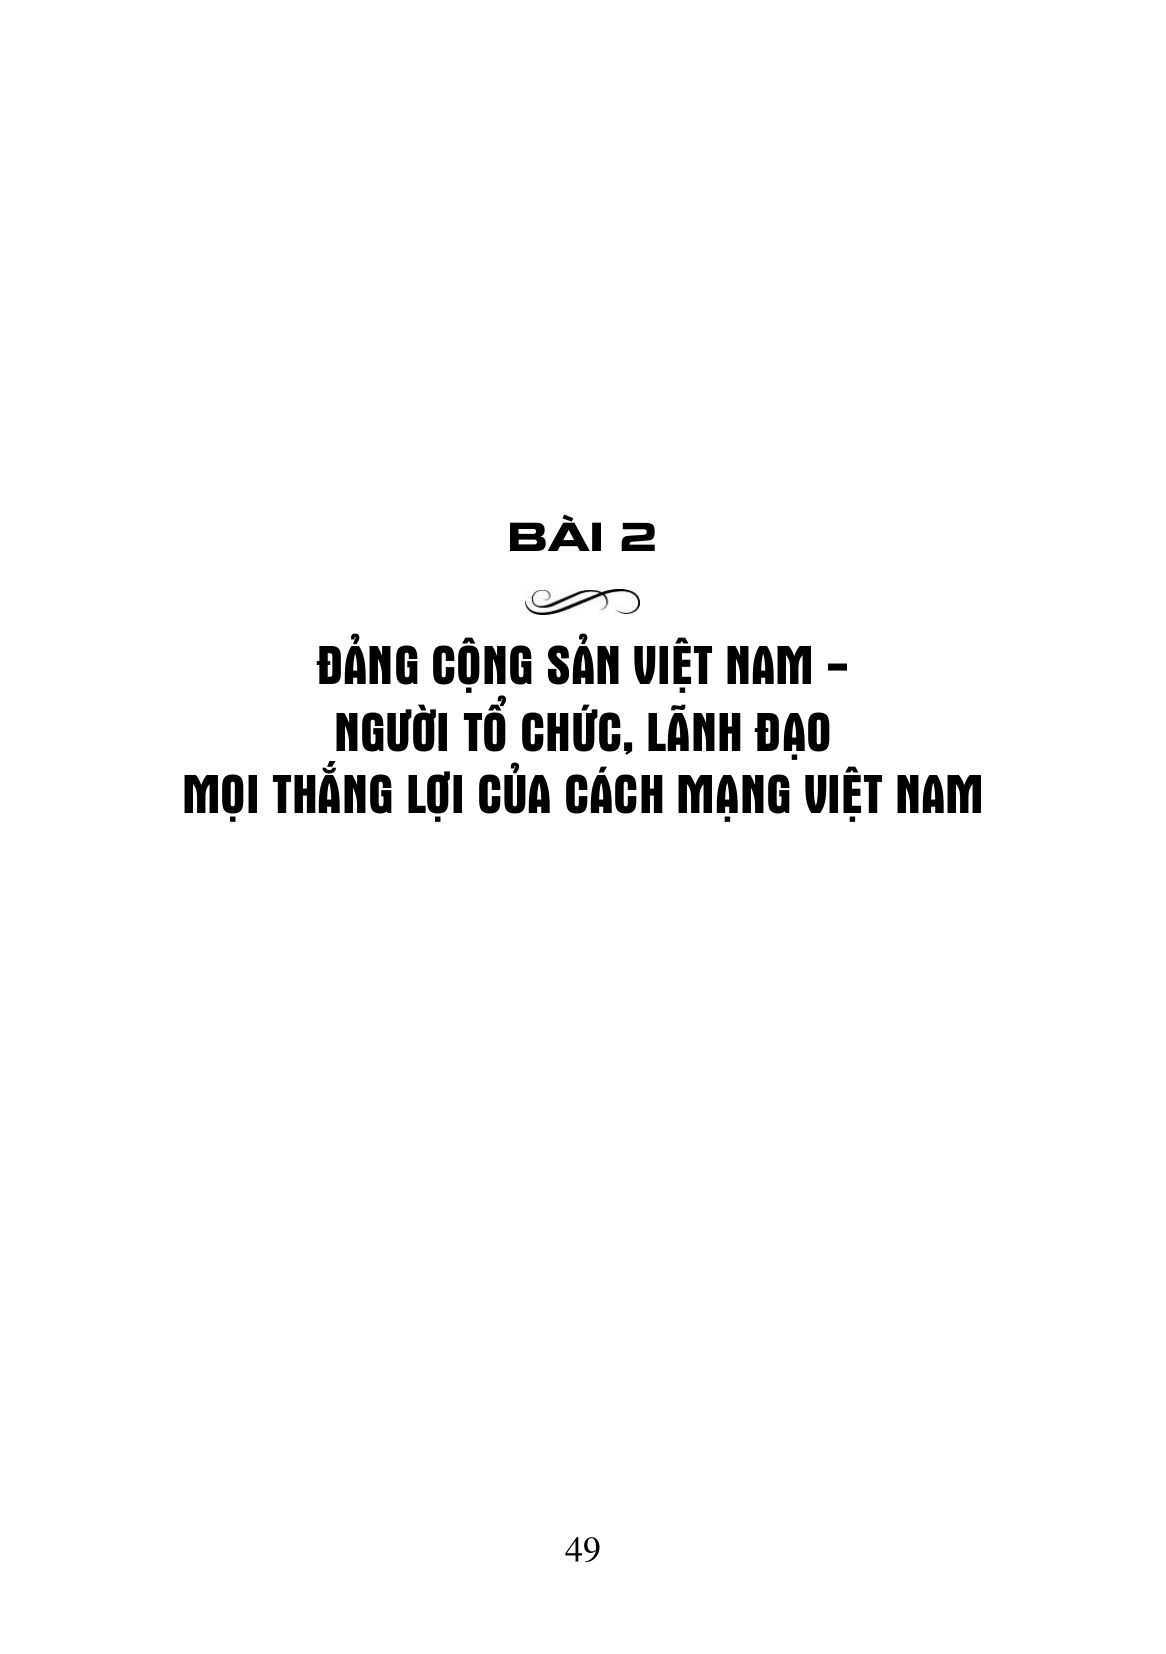 BÀI 2
ĐẢNG CỘNG SẢN VIỆT NAM –
NGƯỜI TỔ CHỨC, LÃNH ĐẠO
MỌI THẮNG LỢI CỦA CÁCH MẠNG VIỆT NAM
49